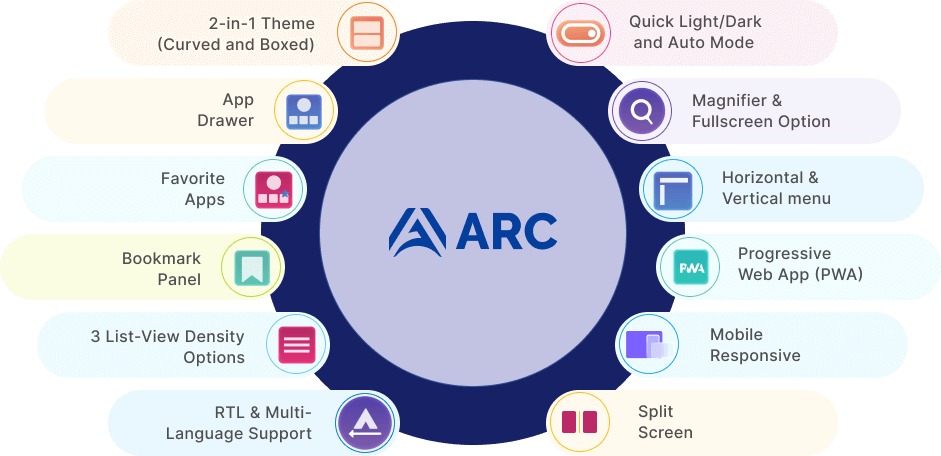 2-in-1 Theme
(Curved and Boxed)
App
Drawer
Favorite
Apps
Bookmark
Panel
3 List-View Density
Options
RTL & Multi-
Language Support
ARC
Quick Light/Dark
and Auto Mode
Magnifier &
Fullscreen Option
Horizontal &
Vertical menu
PWA
Progressive
Web App (PWA)
Mobile
Responsive
Split
Screen